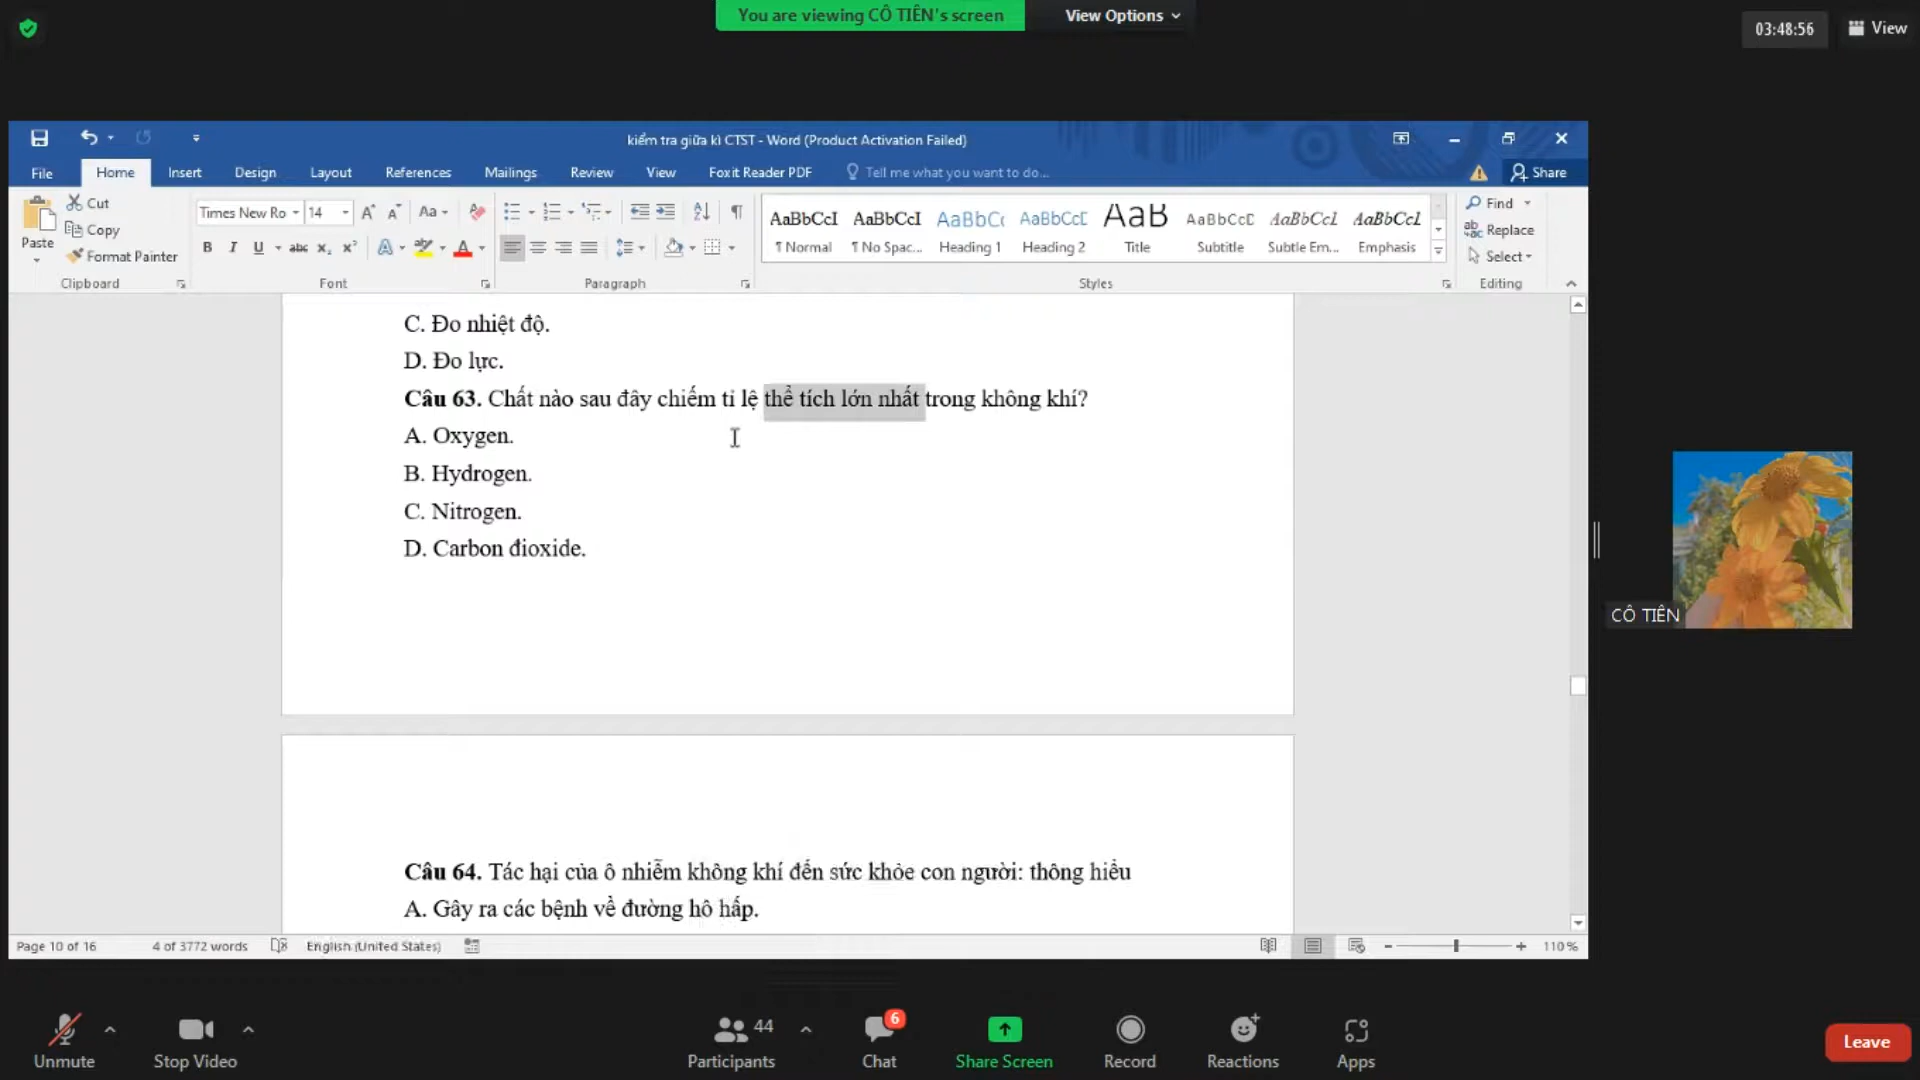 You are viewing CÔ TIÊN's screen
View Options
03:48:56
View
kiểm tra giữa kì CTST - Word (Product Activation Failed)
File
Home
Insert
Design
Layout
References
Mailings
Review
View
Foxit Reader PDF
Tell me what you want to do...
Share
Paste
Cut
Copy
Format Painter
Clipboard
Times New Ro
14
Font
Paragraph
AaBbCcI
¶ Normal
AaBbCcI
¶ No Spac...
AaBbCc
Heading 1
AaBbCcD
Heading 2
AaB
Title
AaBbCcD
Subtitle
AaBbCcI
Subtle Em...
AaBbCcI
Emphasis
Styles
Find
Replace
Select
Editing
C. Đo nhiệt độ.
D. Đo lực.
Câu 63. Chất nào sau đây chiếm tỉ lệ thể tích lớn nhất trong không khí?
A. Oxygen.
B. Hydrogen.
C. Nitrogen.
D. Carbon đioxide.
Câu 64. Tác hại của ô nhiễm không khí đến sức khỏe con người: thông hiểu
A. Gây ra các bệnh về đường hô hấp.
Page 10 of 16
4 of 3772 words
English (United States)
110%
CÔ TIÊN
Unmute
Stop Video
44
Participants
6
Chat
Share Screen
Record
Reactions
Apps
Leave